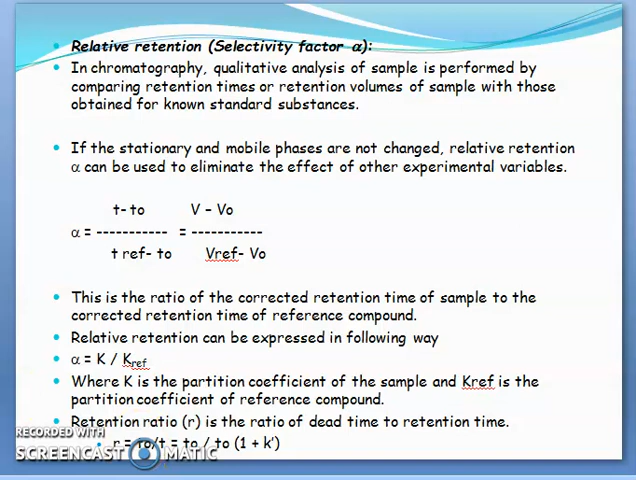 Relative retention (Selectivity factor α):
In chromatography, qualitative analysis of sample is performed by
comparing retention times or retention volumes of sample with those
obtained for known standard substances.
If the stationary and mobile phases are not changed, relative retention
α can be used to eliminate the effect of other experimental variables.
t- to V – Vo
α = ----------- = -----------
t ref- to Vref- Vo
This is the ratio of the corrected retention time of sample to the
corrected retention time of reference compound.
Relative retention can be expressed in following way
α = K / Kref
Where K is the partition coefficient of the sample and Kref is the
partition coefficient of reference compound.
Retention ratio (r) is the ratio of dead time to retention time.
RECORDED WITH
r = to/t = to / to (1 + k')
SCREENCAST MATIC